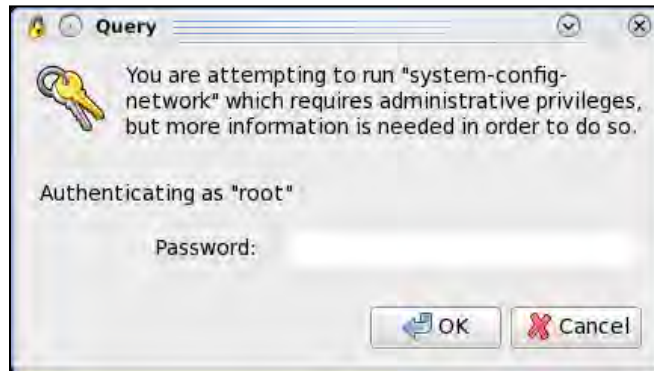 Query
You are attempting to run "system-config-
network" which requires administrative privileges,
but more information is needed in order to do so.
Authenticating as "root"
Password:
OK
Cancel